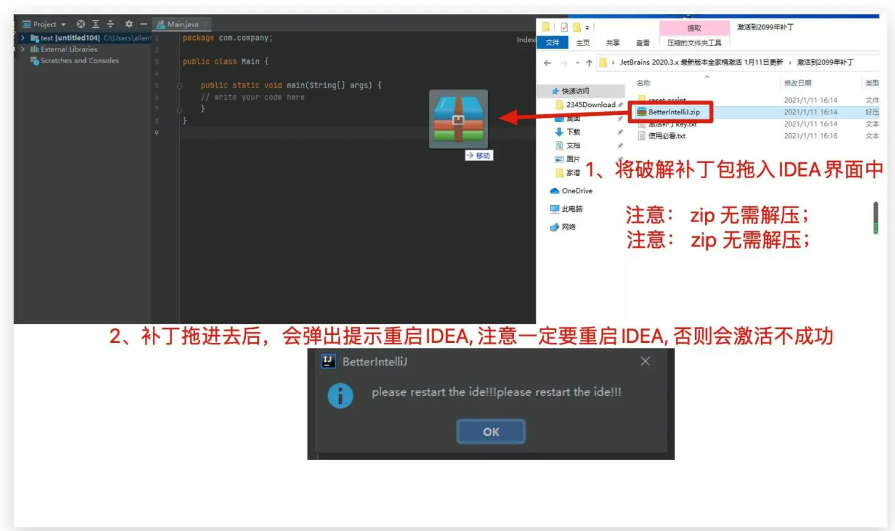 Project
Main.java
test [untitled104] C:\Users\allen
External Libraries
Scratches and Consoles
1 package com.company;
2
3 public class Main {
4
5 public static void main(String[] args) {
6 // write your code here
7 }
8 }
9
Index
移动
提取
激活到2099年补丁
文件 主页 共享 查看 压缩的文件夹工具
JetBrains 2020.3.x 最新版本全家桶激活 1月11日更新 › 激活到2099年补丁
名称 修改日期 类型
快速访问
reset_script 2021/1/11 16:14 文件
2345Download
BetterIntelliJ.zip 2021/1/11 16:14 好压
桌面
激活补丁key.txt 2021/1/11 16:14 文本
下载
使用必看.txt 2021/1/11 16:16 文本
文档
图片
家谱
OneDrive
此电脑
网络
1、将破解补丁包拖入IDEA界面中
注意： zip 无需解压；
注意： zip 无需解压；
2、补丁拖进去后，会弹出提示重启IDEA, 注意一定要重启IDEA, 否则会激活不成功
BetterIntelliJ
please restart the ide!!!please restart the ide!!!
OK